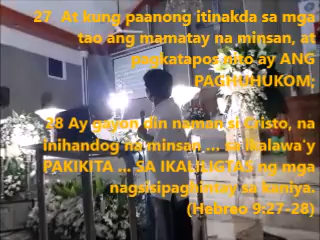 27  At kung paanong itinakda sa mga
tao ang mamatay na minsan, at
pagkatapos nito ay ANG
PAGHUHUKOM;
28 Ay gayon din naman si Cristo, na
inihandog na minsan ... sa ikalawa'y
PAKIKITA ... SA IKALILIGTAS ng mga
nagsisipaghintay sa kaniya.
(Hebreo 9:27-28)